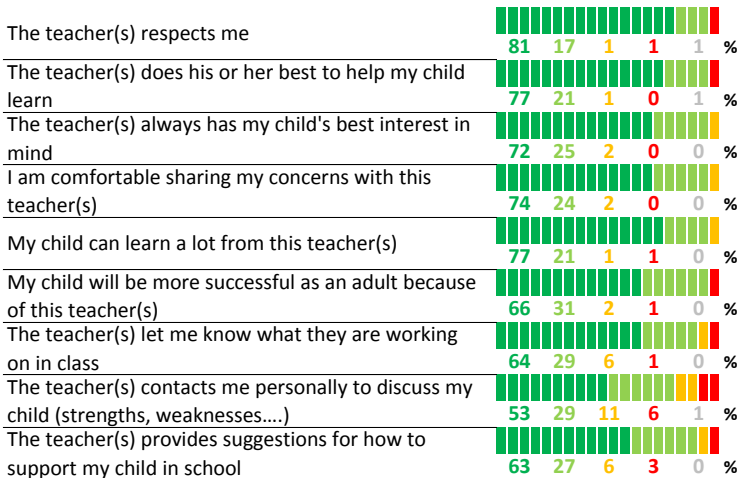 The teacher(s) respects me
81 17 1 1 1 %
The teacher(s) does his or her best to help my child
learn
77 21 1 0 1 %
The teacher(s) always has my child's best interest in
mind
72 25 2 0 0 %
I am comfortable sharing my concerns with this
teacher(s)
74 24 2 0 0 %
My child can learn a lot from this teacher(s)
77 21 1 1 0 %
My child will be more successful as an adult because
of this teacher(s)
66 31 2 1 0 %
The teacher(s) let me know what they are working
on in class
64 29 6 1 0 %
The teacher(s) contacts me personally to discuss my
child (strengths, weaknesses....)
53 29 11 6 1 %
The teacher(s) provides suggestions for how to
support my child in school
63 27 6 3 0 %